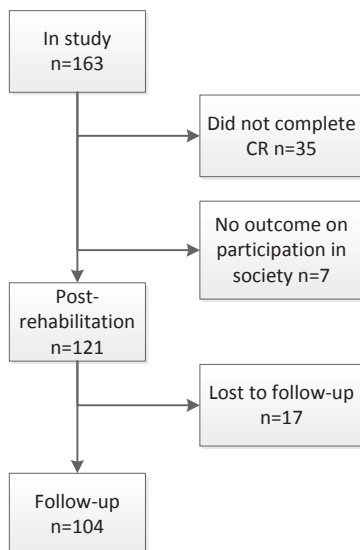 In study
n=163
Did not complete
CR n=35
No outcome on
participation in
society n=7
Post-
rehabilitation
n=121
Lost to follow-up
n=17
Follow-up
n=104